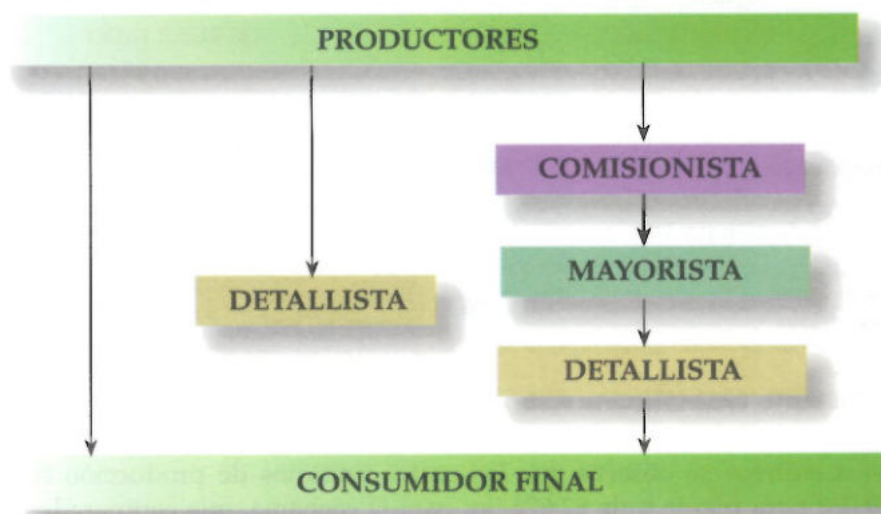 PRODUCTORES
COMISIONISTA
MAYORISTA
DETALLISTA
DETALLISTA
CONSUMIDOR FINAL